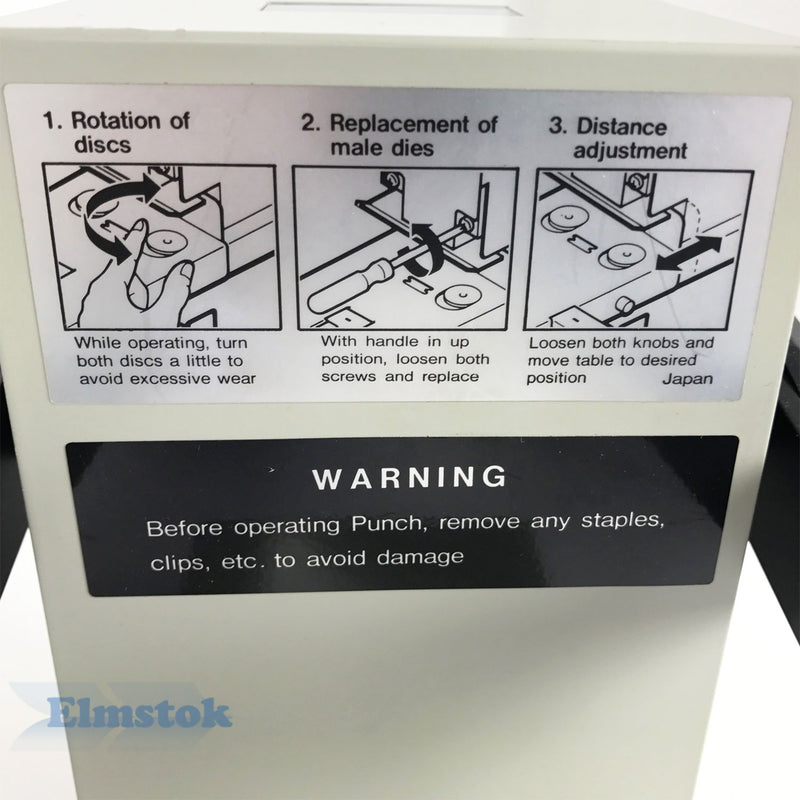 1. Rotation of
discs
While operating, turn
both discs a little to
avoid excessive wear
2. Replacement of
male dies
With handle in up
position, loosen both
screws and replace
3. Distance
adjustment
Loosen both knobs and
move table to desired
position Japan
WARNING
Before operating Punch, remove any staples,
clips, etc. to avoid damage
Elmstok